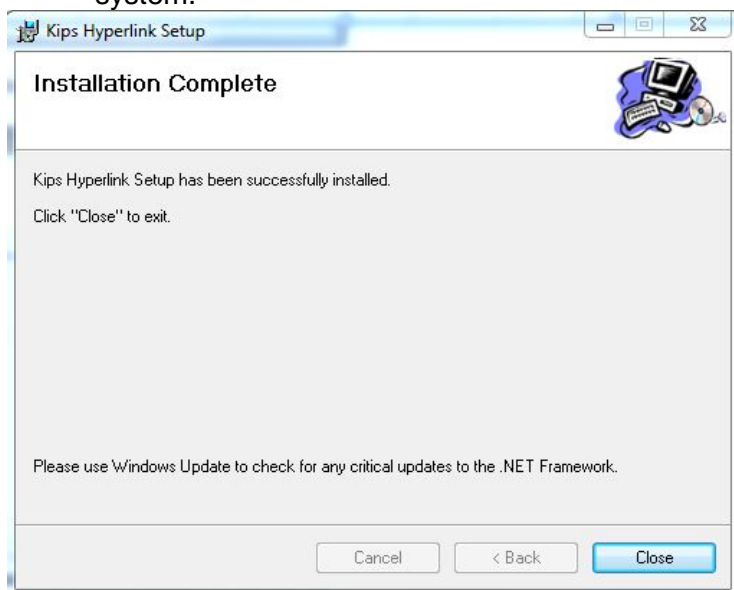 system.
Kips Hyperlink Setup
Installation Complete
Kips Hyperlink Setup has been successfully installed.
Click "Close" to exit.
Please use Windows Update to check for any critical updates to the .NET Framework.
Cancel
< Back
Close